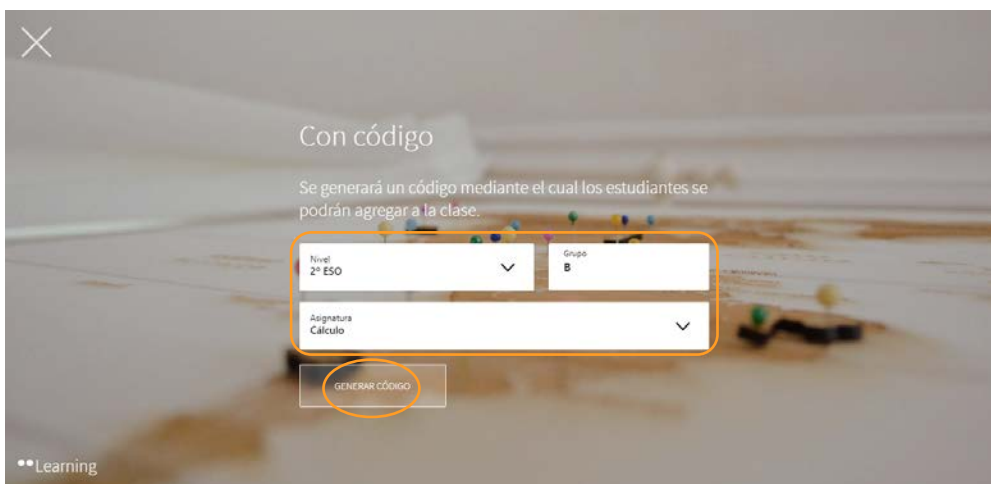 Con código
Se generará un código mediante el cual los estudiantes se
podrán agregar a la clase.
Nivel
2º ESO
Grupo
B
Asignatura
Cálculo
GENERAR CÓDIGO
••Learning